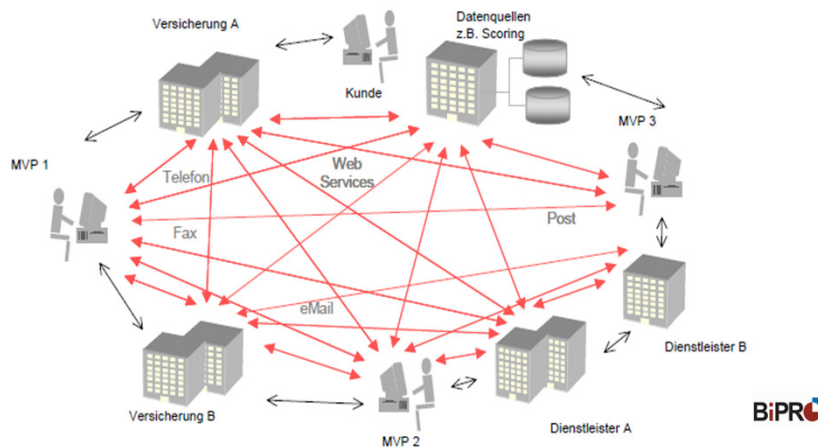 Versicherung A
Datenquellen
z.B. Scoring
Kunde
MVP 3
MVP 1
Telefon
Web
Services
Post
Fax
eMail
Dienstleister B
Versicherung B
Dienstleister A
MVP 2
BiPRO